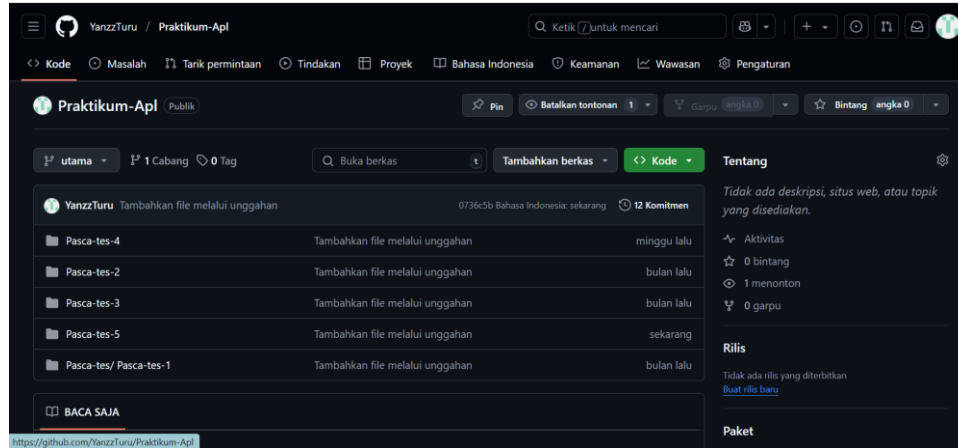 YanzzTuru / Praktikum-Apl
Ketik / untuk mencari
Kode Masalah Tarik permintaan Tindakan Proyek Bahasa Indonesia Keamanan Wawasan Pengaturan
Praktikum-Apl Publik
Pin Batalkan tontonan 1 Garpu angka 0 Bintang angka 0
utama 1 Cabang 0 Tag
Buka berkas t
Tambahkan berkas
Kode
YanzzTuru Tambahkan file melalui unggahan 0736c5b Bahasa Indonesia: sekarang 12 Komitmen
Pasca-tes-4 Tambahkan file melalui unggahan minggu lalu
Pasca-tes-2 Tambahkan file melalui unggahan bulan lalu
Pasca-tes-3 Tambahkan file melalui unggahan bulan lalu
Pasca-tes-5 Tambahkan file melalui unggahan sekarang
Pasca-tes/ Pasca-tes-1 Tambahkan file melalui unggahan bulan lalu
BACA SAJA
Tentang
Tidak ada deskripsi, situs web, atau topik
yang disediakan.
Aktivitas
0 bintang
1 menonton
0 garpu
Rilis
Tidak ada rilis yang diterbitkan
Buat rilis baru
Paket
https://github.com/YanzzTuru/Praktikum-Apl